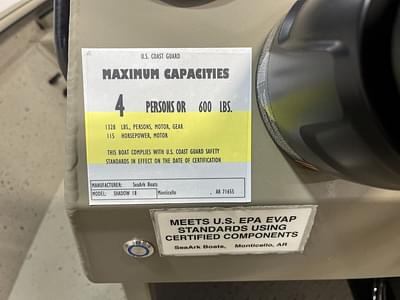 U.S. COAST GUARD
MAXIMUM CAPACITIES
4 PERSONS OR 600 LBS.
1328 LBS, PERSONS, MOTOR, GEAR
115 HORSEPOWER, MOTOR
THIS BOAT COMPLIES WITH U.S. COAST GUARD SAFETY
STANDARDS IN EFFECT ON THE DATE OF CERTIFICATION
MANUFACTURER: SeaArk Boats
MODEL: SHADOW 18 Monticello, AR 71655
MEETS U.S. EPA EVAP
STANDARDS USING
CERTIFIED COMPONENTS
SeaArk Boats, Monticello, AR